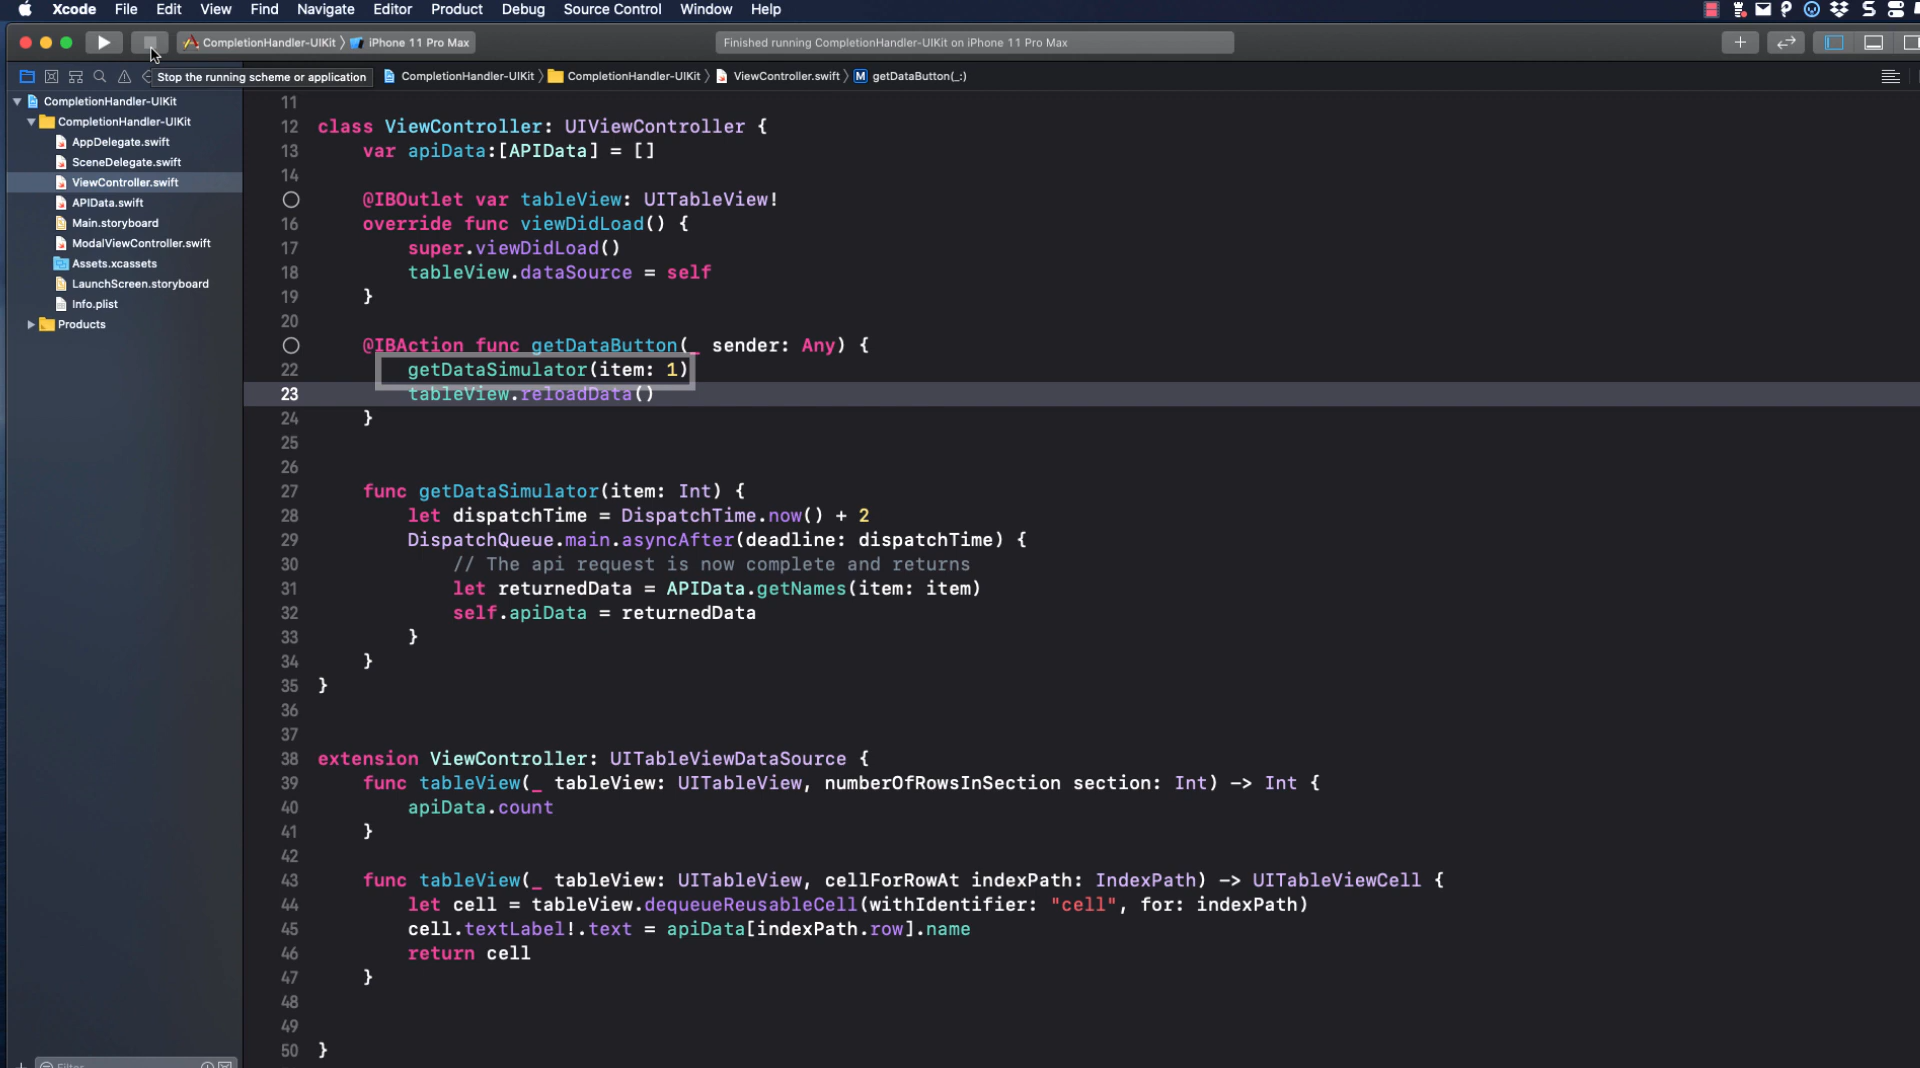 Xcode File Edit View Find Navigate Editor Product Debug Source Control Window Help
CompletionHandler-UIKit 〉 iPhone 11 Pro Max
Finished running CompletionHandler-UIKit on iPhone 11 Pro Max
Stop the running scheme or application
CompletionHandler-UIKit 〉 CompletionHandler-UIKit 〉 ViewController.swift 〉 M getDataButton(_:)
CompletionHandler-UIKit
CompletionHandler-UIKit
AppDelegate.swift
SceneDelegate.swift
ViewController.swift
APIData.swift
Main.storyboard
ModalViewController.swift
Assets.xcassets
LaunchScreen.storyboard
Info.plist
Products
Filter
11
12 class ViewController: UIViewController {
13 var apiData:[APIData] = []
14
@IBOutlet var tableView: UITableView!
16 override func viewDidLoad() {
17 super.viewDidLoad()
18 tableView.dataSource = self
19 }
20
@IBAction func getDataButton(_ sender: Any) {
22 getDataSimulator(item: 1)
23 tableView.reloadData()
24 }
25
26
27 func getDataSimulator(item: Int) {
28 let dispatchTime = DispatchTime.now() + 2
29 DispatchQueue.main.asyncAfter(deadline: dispatchTime) {
30 // The api request is now complete and returns
31 let returnedData = APIData.getNames(item: item)
32 self.apiData = returnedData
33 }
34 }
35 }
36
37
38 extension ViewController: UITableViewDataSource {
39 func tableView(_ tableView: UITableView, numberOfRowsInSection section: Int) -> Int {
40 apiData.count
41 }
42
43 func tableView(_ tableView: UITableView, cellForRowAt indexPath: IndexPath) -> UITableViewCell {
44 let cell = tableView.dequeueReusableCell(withIdentifier: "cell", for: indexPath)
45 cell.textLabel!.text = apiData[indexPath.row].name
46 return cell
47 }
48
49
50 }